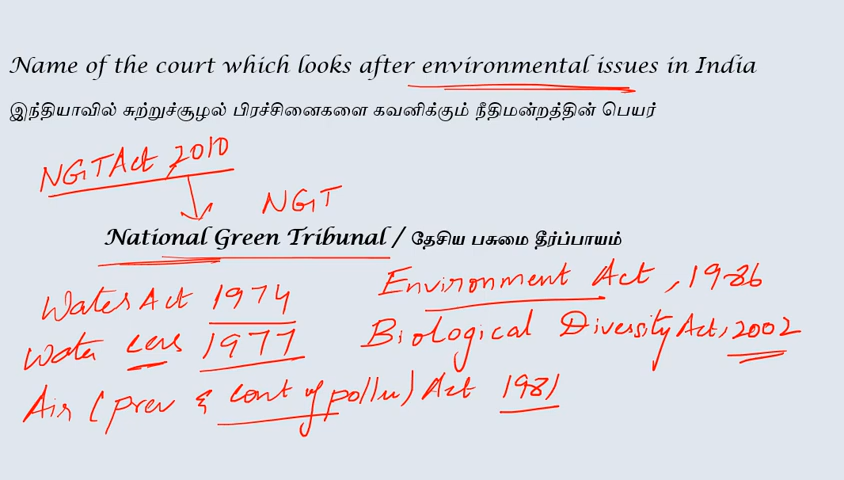 Name of the court which looks after environmental issues in India
இந்தியாவில் சுற்றுச்சூழல் பிரச்சினைகளை கவனிக்கும் நீதிமன்றத்தின் பெயர்
NGT Act 2010
NGT
National Green Tribunal / தேசிய பசுமை தீர்ப்பாயம்
Water Act 1974
Environment Act, 1986
Water cess 1977
Biological Diversity Act, 2002
Air (prev & cont of pollu) Act 1981